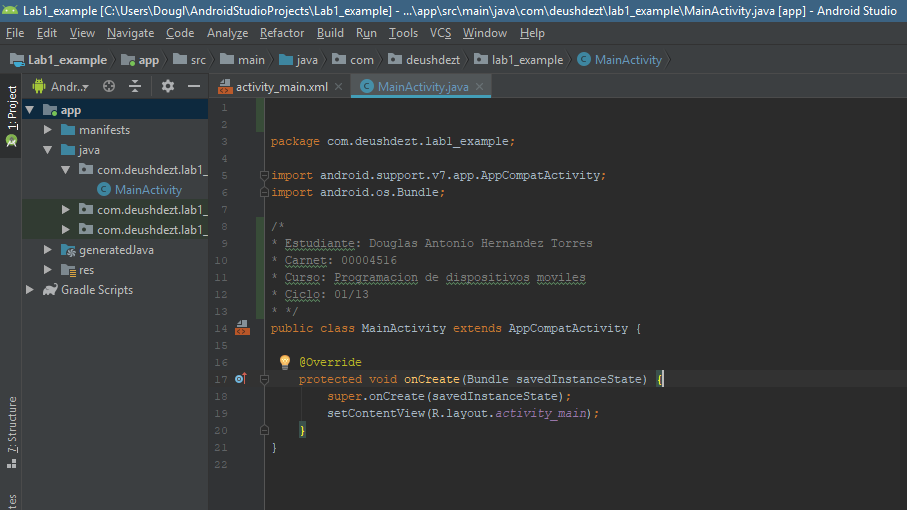 Lab1_example [C:\Users\Dougl\AndroidStudioProjects\Lab1_example] - ...\app\src\main\java\com\deushdezt\lab1_example\MainActivity.java [app] - Android Studio
File Edit View Navigate Code Analyze Refactor Build Run Tools VCS Window Help
Lab1_example app src main java com deushdezt lab1_example MainActivity
1: Project
Andr..
activity_main.xml
MainActivity.java
app
manifests
java
com.deushdezt.lab1_
MainActivity
com.deushdezt.lab1_
com.deushdezt.lab1_
generatedJava
res
Gradle Scripts
7: Structure
1
2
3 package com.deushdezt.lab1_example;
4
5 import android.support.v7.app.AppCompatActivity;
6 import android.os.Bundle;
7
8 /*
9 * Estudiante: Douglas Antonio Hernandez Torres
10 * Carnet: 00004516
11 * Curso: Programacion de dispositivos moviles
12 * Ciclo: 01/13
13 * */
14 public class MainActivity extends AppCompatActivity {
15
16 @Override
17 protected void onCreate(Bundle savedInstanceState) {
18 super.onCreate(savedInstanceState);
19 setContentView(R.layout.activity_main);
20 }
21 }
22